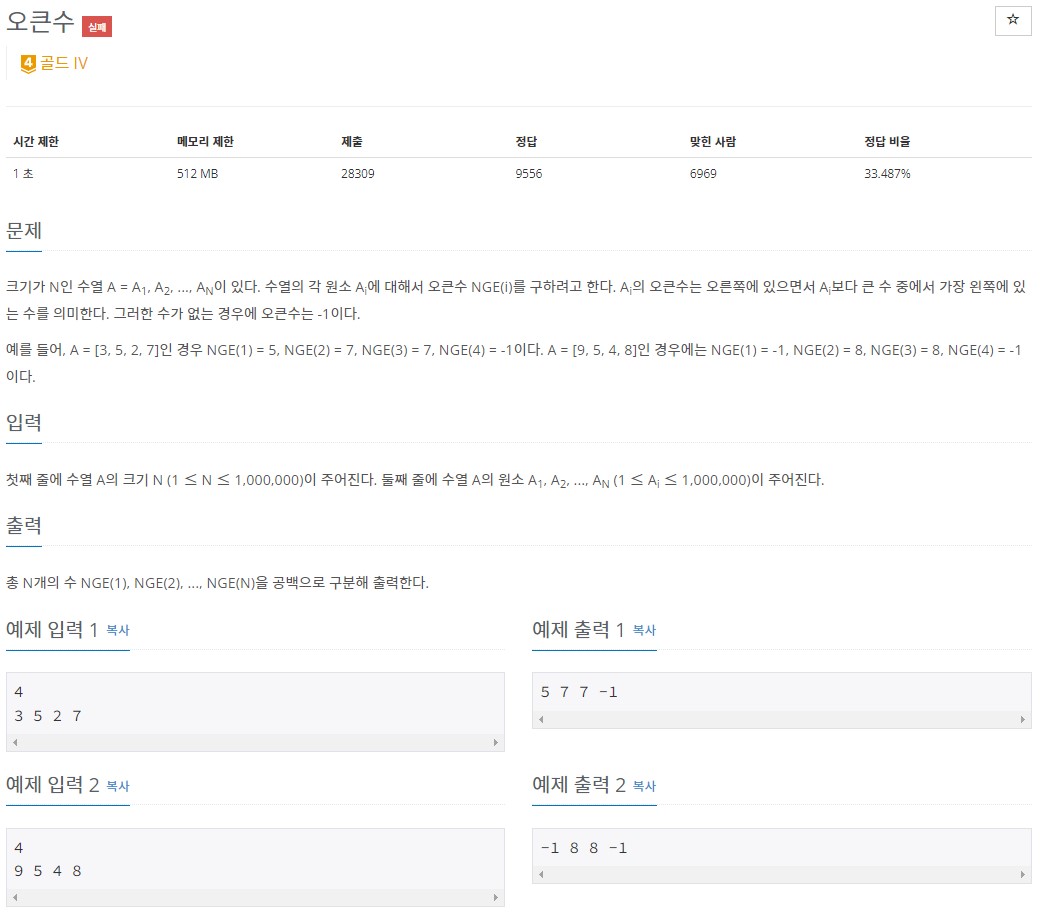 오큰수 실패
☆
4 골드 IV
시간 제한 메모리 제한 제출 정답 맞힌 사람 정답 비율
1 초 512 MB 28309 9556 6969 33.487%
문제
크기가 N인 수열 A = A1, A2, ..., AN이 있다. 수열의 각 원소 Ai에 대해서 오큰수 NGE(i)를 구하려고 한다. Ai의 오큰수는 오른쪽에 있으면서 Ai보다 큰 수 중에서 가장 왼쪽에 있
는 수를 의미한다. 그러한 수가 없는 경우에 오큰수는 -1이다.
예를 들어, A = [3, 5, 2, 7]인 경우 NGE(1) = 5, NGE(2) = 7, NGE(3) = 7, NGE(4) = -1이다. A = [9, 5, 4, 8]인 경우에는 NGE(1) = -1, NGE(2) = 8, NGE(3) = 8, NGE(4) = -1
이다.
입력
첫째 줄에 수열 A의 크기 N (1 ≤ N ≤ 1,000,000)이 주어진다. 둘째 줄에 수열 A의 원소 A1, A2, ..., AN (1 ≤ Ai ≤ 1,000,000)이 주어진다.
출력
총 N개의 수 NGE(1), NGE(2), ..., NGE(N)을 공백으로 구분해 출력한다.
예제 입력 1 복사
4
3 5 2 7
예제 출력 1 복사
5 7 7 -1
예제 입력 2 복사
4
9 5 4 8
예제 출력 2 복사
-1 8 8 -1